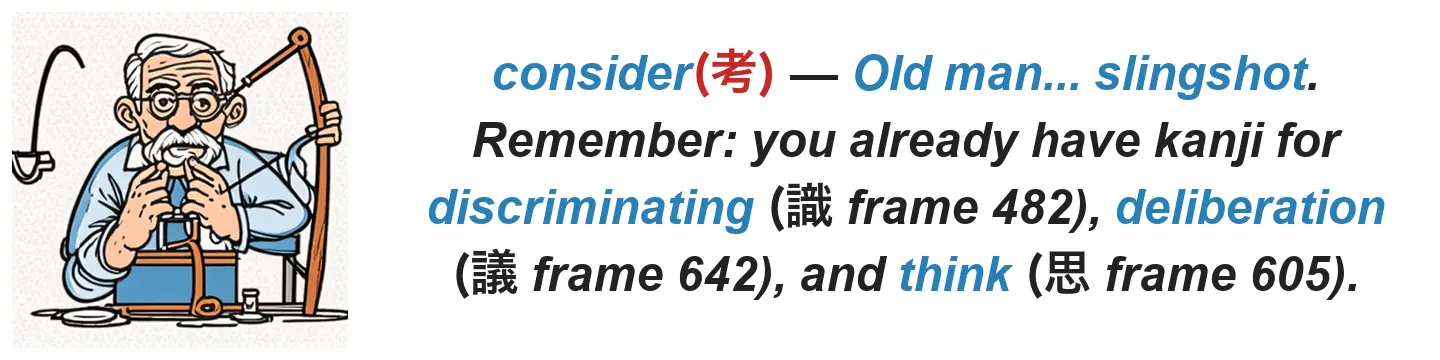 consider(考) — Old man... slingshot.
Remember: you already have kanji for
discriminating (識 frame 482), deliberation
(議 frame 642), and think (思 frame 605).